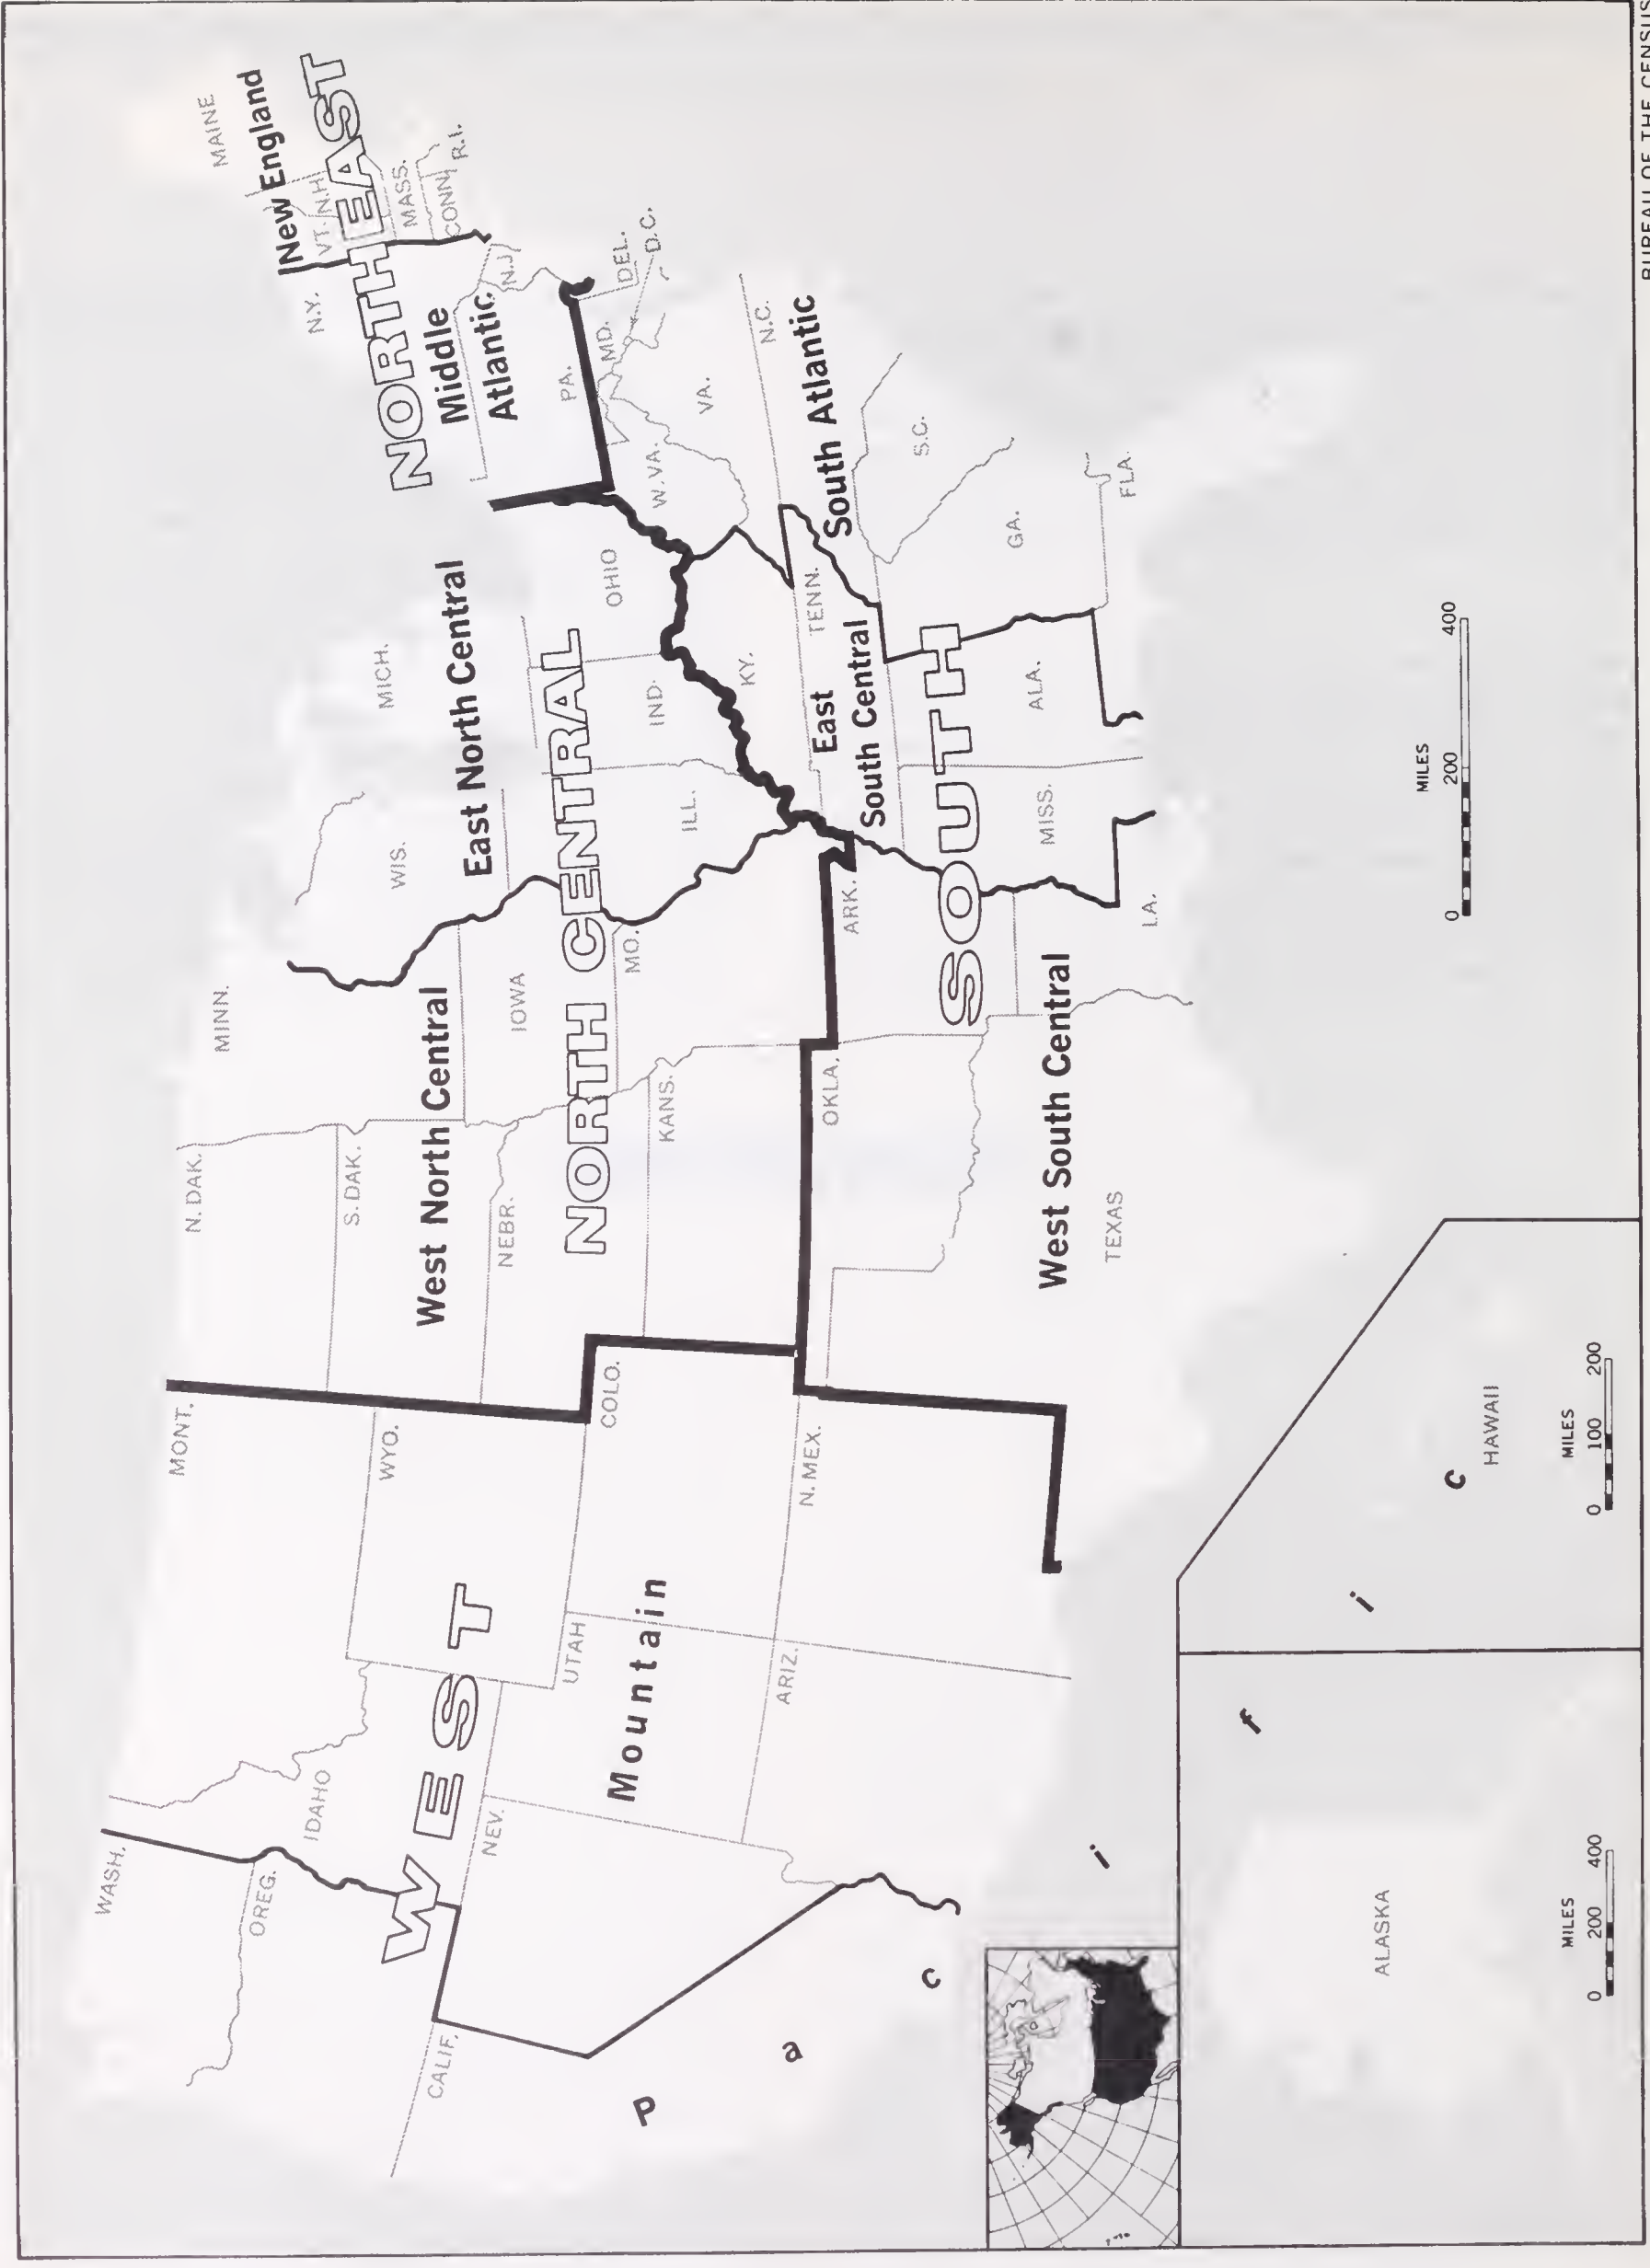 WASH.
MONT.
N. DAK.
MINN.
MAINE
New England
VT.
N.H.
NORTHEAST
N.Y.
MASS.
CONN.
R.I.
OREG.
IDAHO
WYO.
S. DAK.
WIS.
MICH.
Middle
Atlantic
N.J.
WEST
West North Central
East North Central
PA.
CALIF.
NEV.
NEBR.
IOWA
NORTH CENTRAL
OHIO
MD.
DEL.
D.C.
UTAH
COLO.
Mountain
KANS.
MO.
ILL.
IND.
W. VA.
VA.
KY.
N.C.
ARIZ.
N. MEX.
OKLA.
ARK.
East
South Central
TENN.
South Atlantic
S.C.
SOUTH
GA.
West South Central
TEXAS
LA.
MISS.
ALA.
FLA.
Pacific
ALASKA
MILES
0 200 400
HAWAII
MILES
0 100 200
MILES
0 200 400
BUREAU OF THE CENSUS